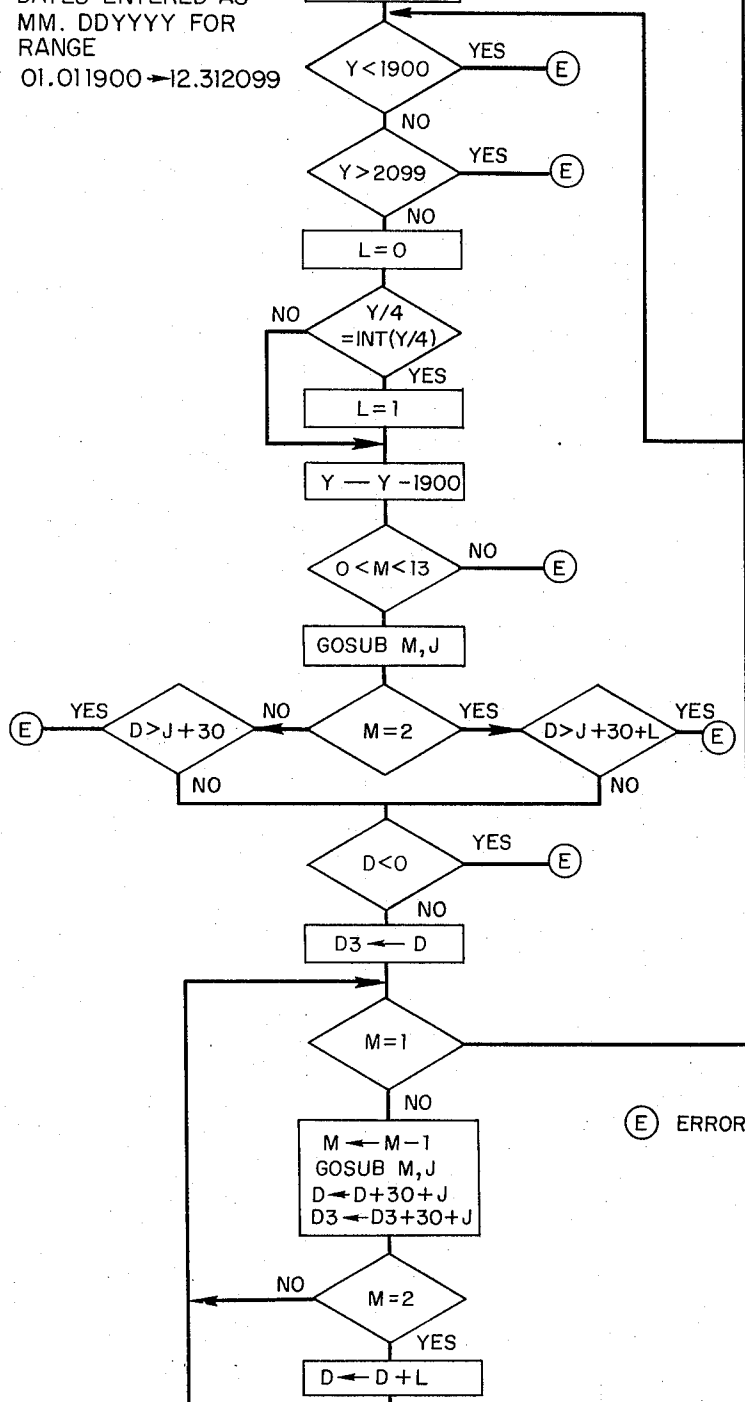 DATES ENTERED AS
MM. DDYYYY FOR
RANGE
01.011900→12.312099
Y<1900
YES
E
NO
Y>2099
YES
E
NO
L=0
NO
Y/4
=INT(Y/4)
YES
L=1
Y — Y-1900
0<M<13
NO
E
GOSUB M,J
E
YES
D>J+30
NO
M=2
YES
D>J+30+L
YES
E
NO
NO
D<0
YES
E
NO
D3←D
M=1
NO
E ERROR
M←M-1
GOSUB M,J
D←D+30+J
D3←D3+30+J
NO
M=2
YES
D←D+L